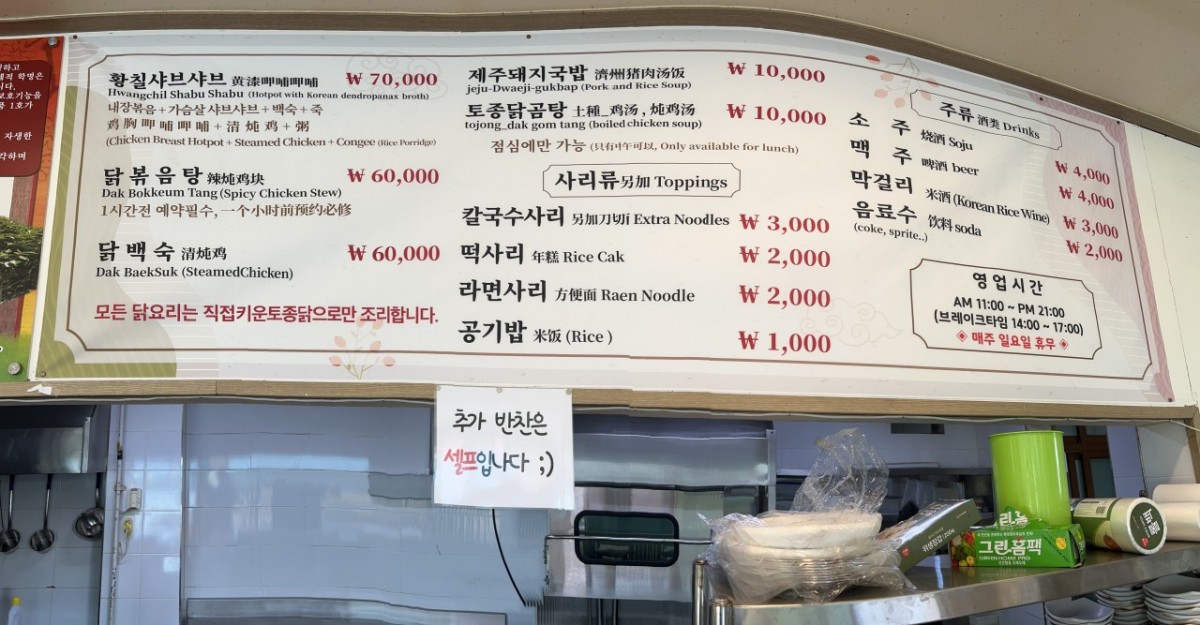 황칠샤브샤브 黄漆呷哺呷哺 ₩ 70,000
Hwangchil Shabu Shabu (Hotpot with Korean dendropanax broth)
내장볶음 + 가슴살 샤브샤브 + 백숙 + 죽
鸡 胸 呷 哺 呷 哺 + 清 炖 鸡 + 粥
(Chicken Breast Hotpot + Steamed Chicken + Congee (Rice Porridge)
닭볶음탕 辣炖鸡块 ₩ 60,000
Dak Bokkeum Tang (Spicy Chicken Stew)
1시간전 예약필수, 一个小时前预约必修
닭 백 숙 清炖鸡 ₩ 60,000
Dak BaekSuk (SteamedChicken)
모든 닭요리는 직접키운토종닭으로만 조리합니다.
제주돼지국밥 濟州猪肉汤饭 ₩ 10,000
jeju-Dwaeji-gukbap (Pork and Rice Soup)
토종닭곰탕 土種_鸡汤 , 炖鸡汤 ₩ 10,000
tojong_dak gom tang (boiled chicken soup)
점심에만 가능 (只有中午可以, Only available for lunch)
사리류 另加 Toppings
칼국수사리 另加刀切 Extra Noodles ₩ 3,000
떡사리 年糕 Rice Cak ₩ 2,000
라면사리 方便面 Raen Noodle ₩ 2,000
공기밥 米饭 (Rice ) ₩ 1,000
주류 酒类 Drinks
소 주 烧酒 Soju ₩ 4,000
맥 주 啤酒 beer ₩ 4,000
막걸리 米酒 (Korean Rice Wine) ₩ 3,000
음료수 饮料 soda ₩ 2,000
(coke, sprite..)
영 업 시 간
AM 11:00 ~ PM 21:00
(브레이크타임 14:00 ~ 17:00)
◈ 매주 일요일 휴무 ◈
추가 반찬은
셀프입나다 ;)
그린홈팩